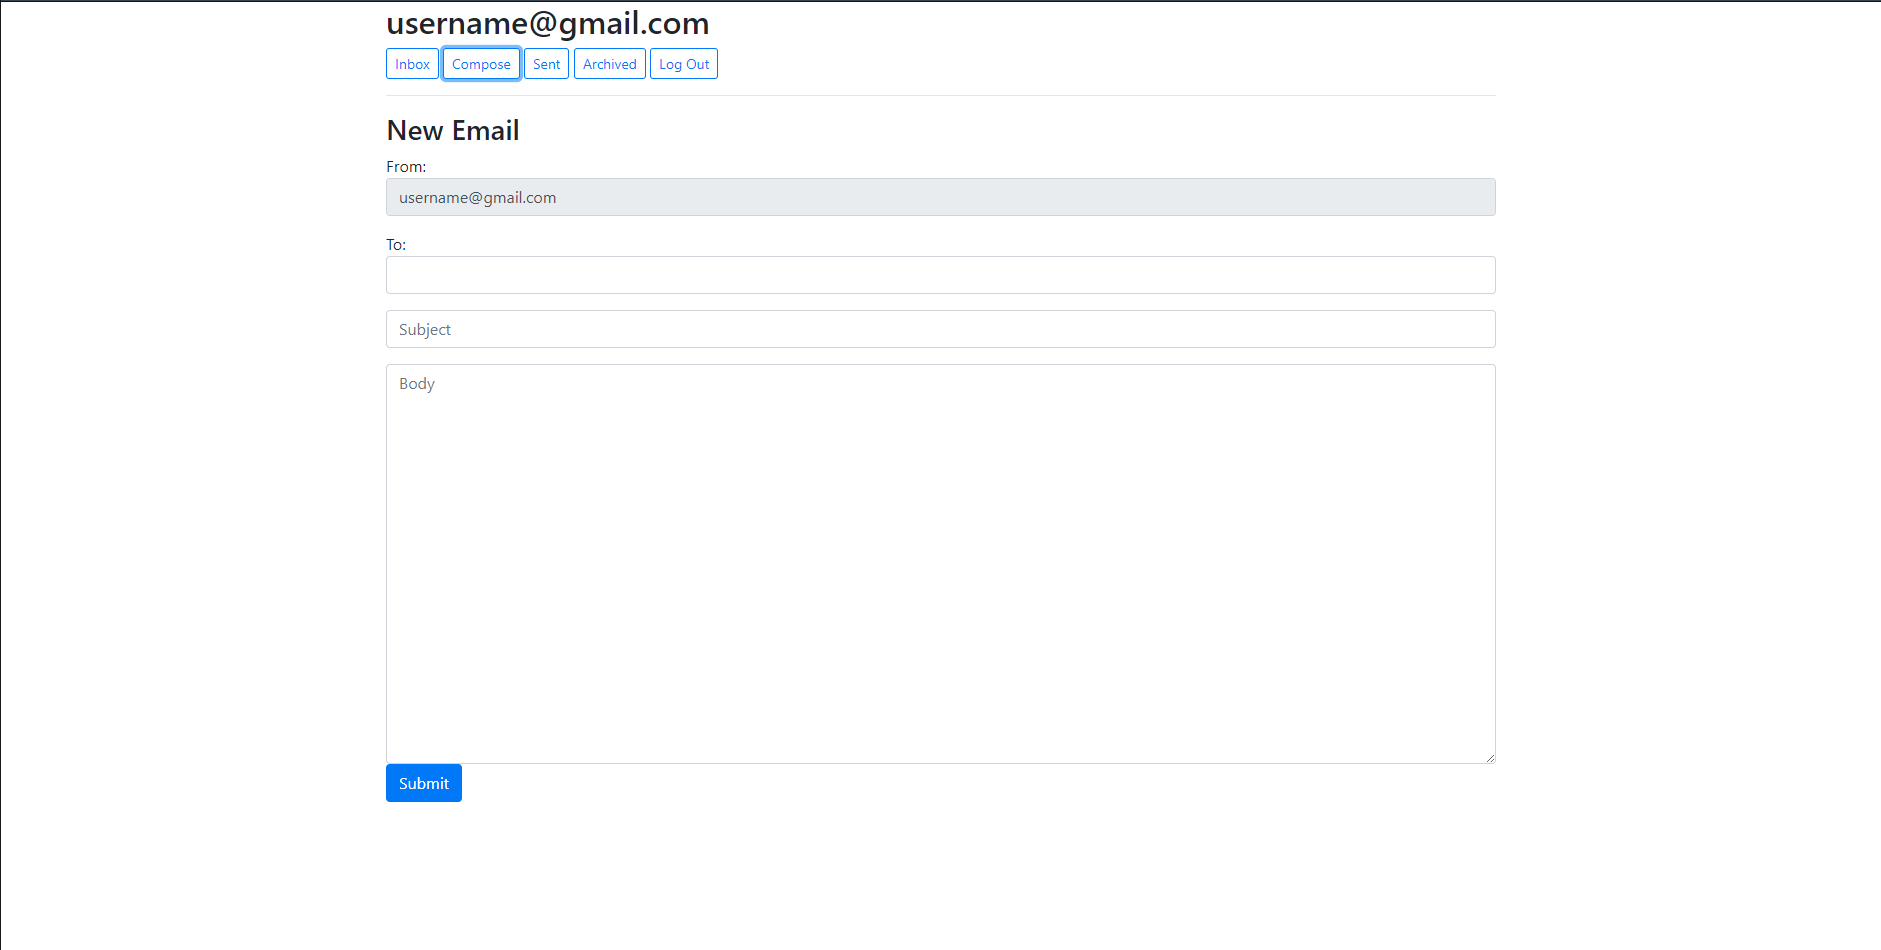 username@gmail.com
Inbox Compose Sent Archived Log Out
New Email
From:
username@gmail.com
To:
Subject
Body
Submit